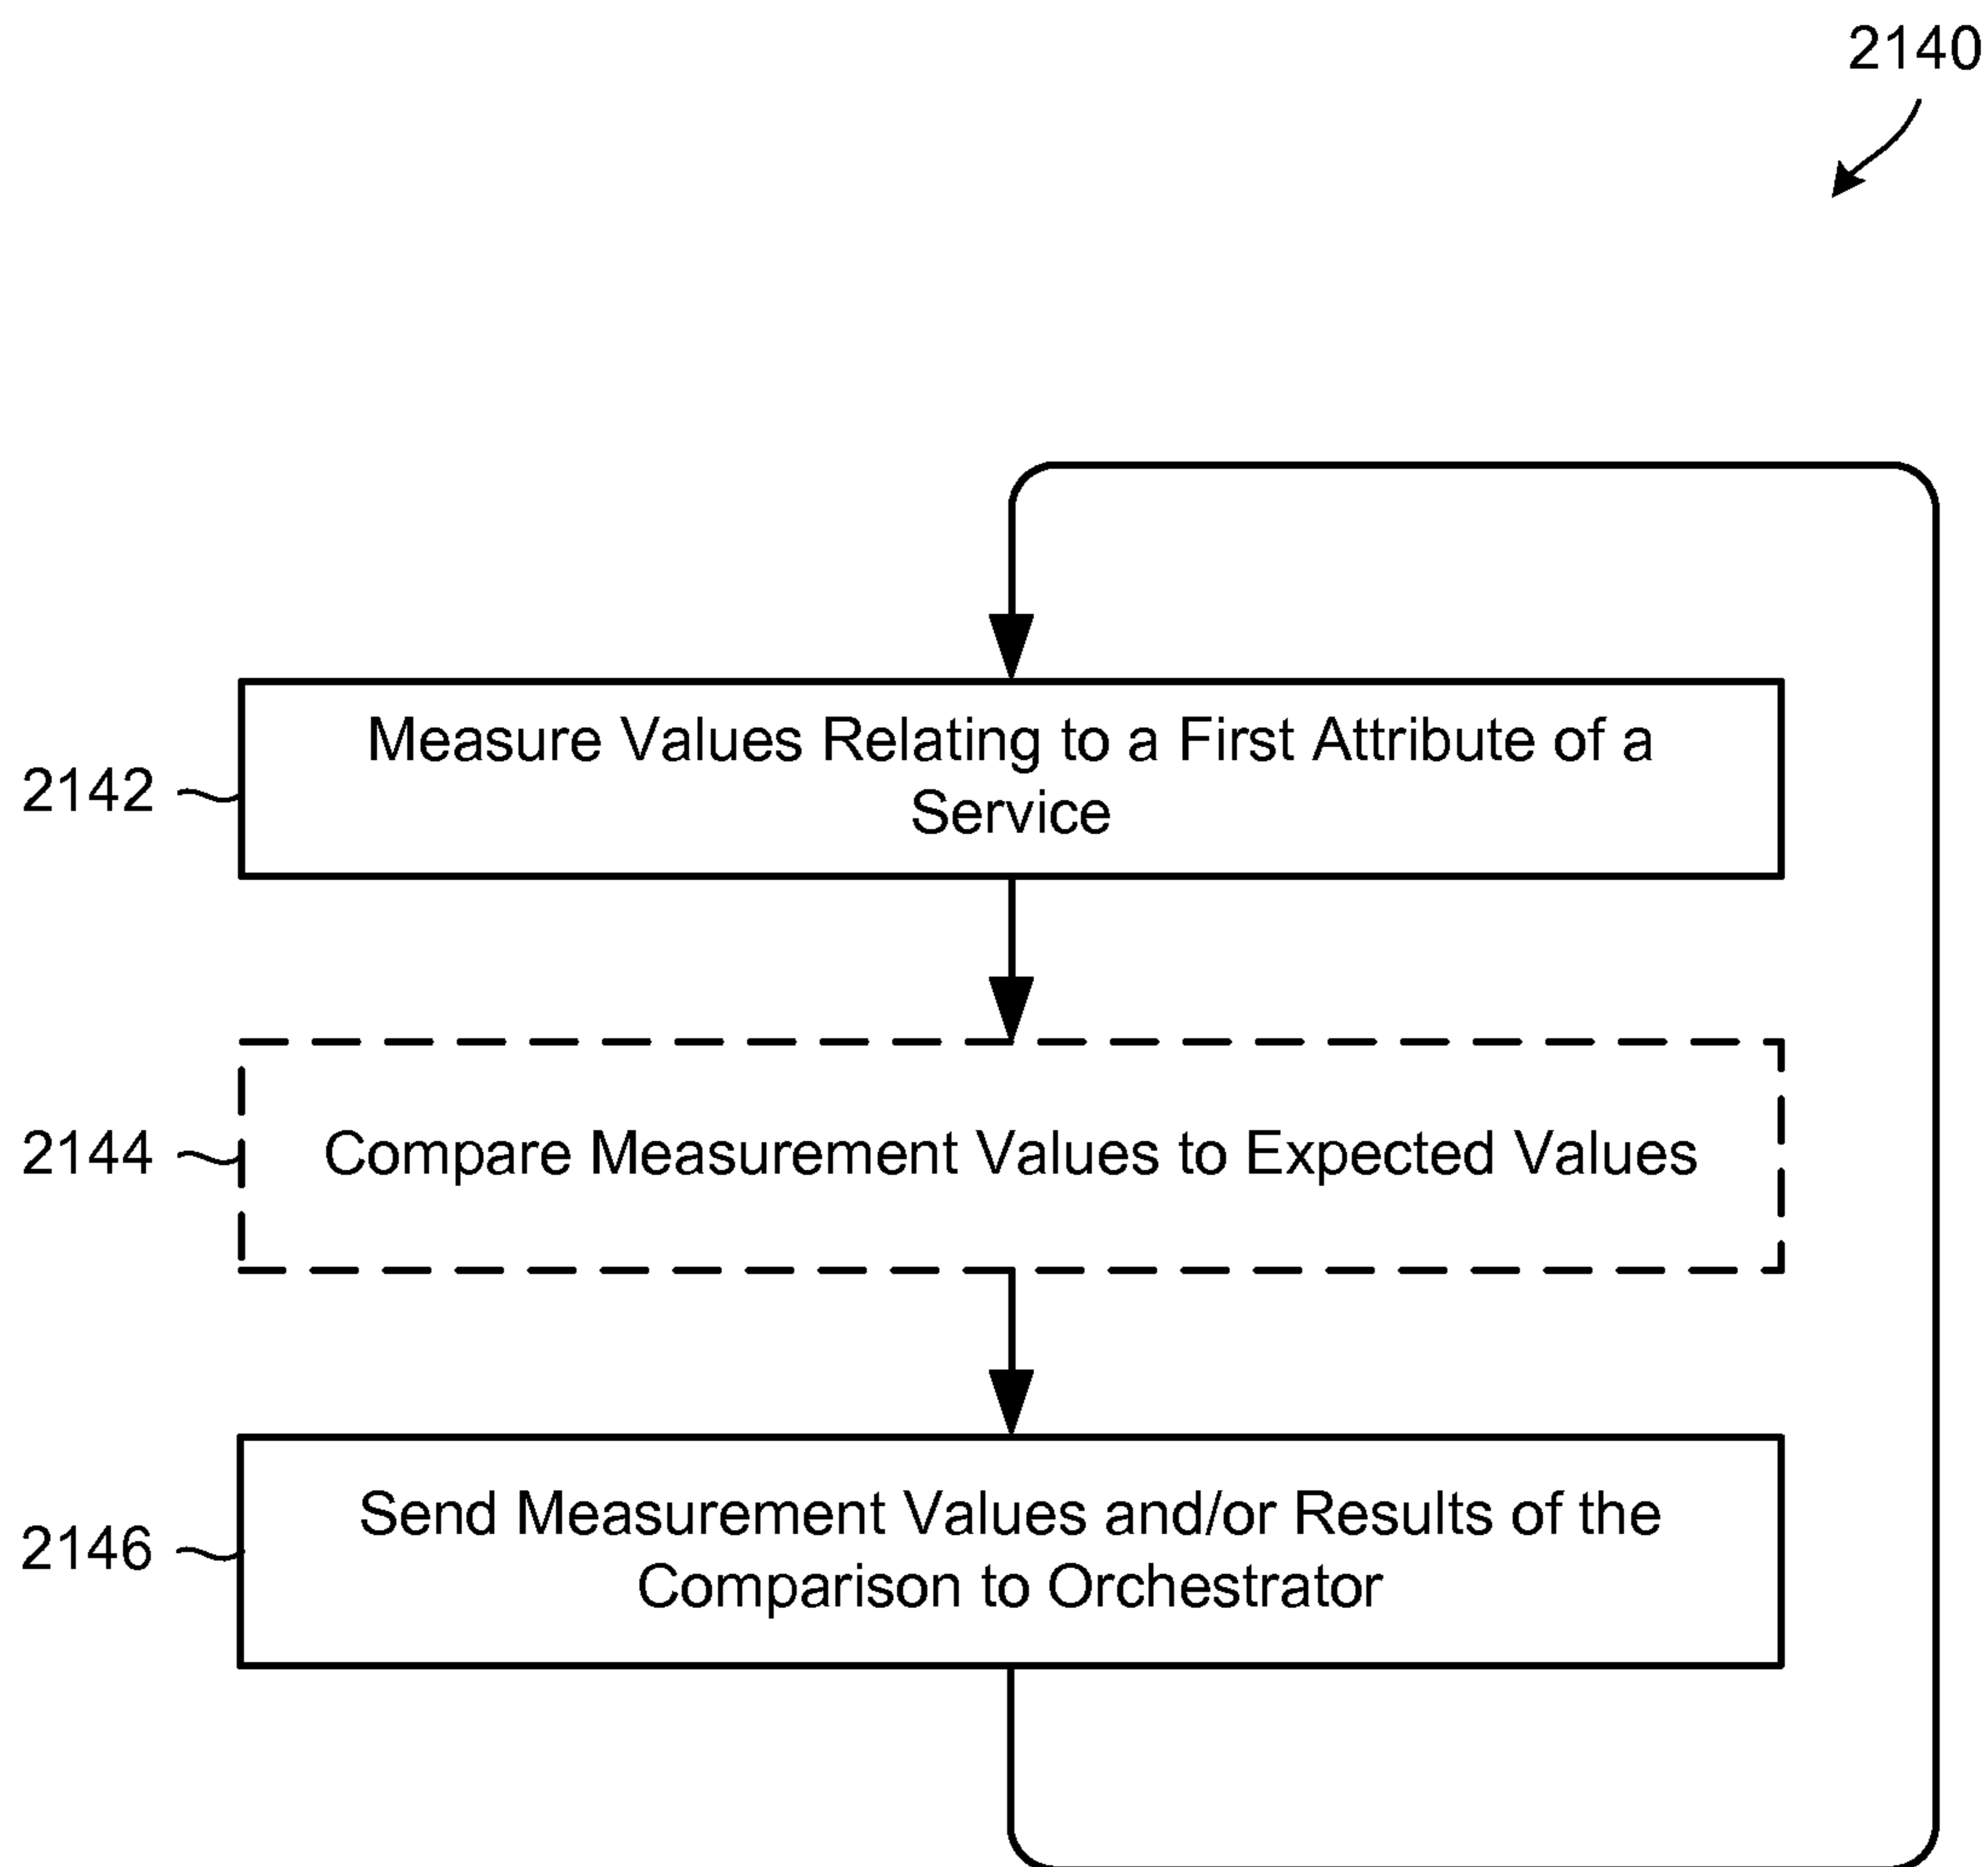 2140
2142
Measure Values Relating to a First Attribute of a
Service
2144
Compare Measurement Values to Expected Values
2146
Send Measurement Values and/or Results of the
Comparison to Orchestrator